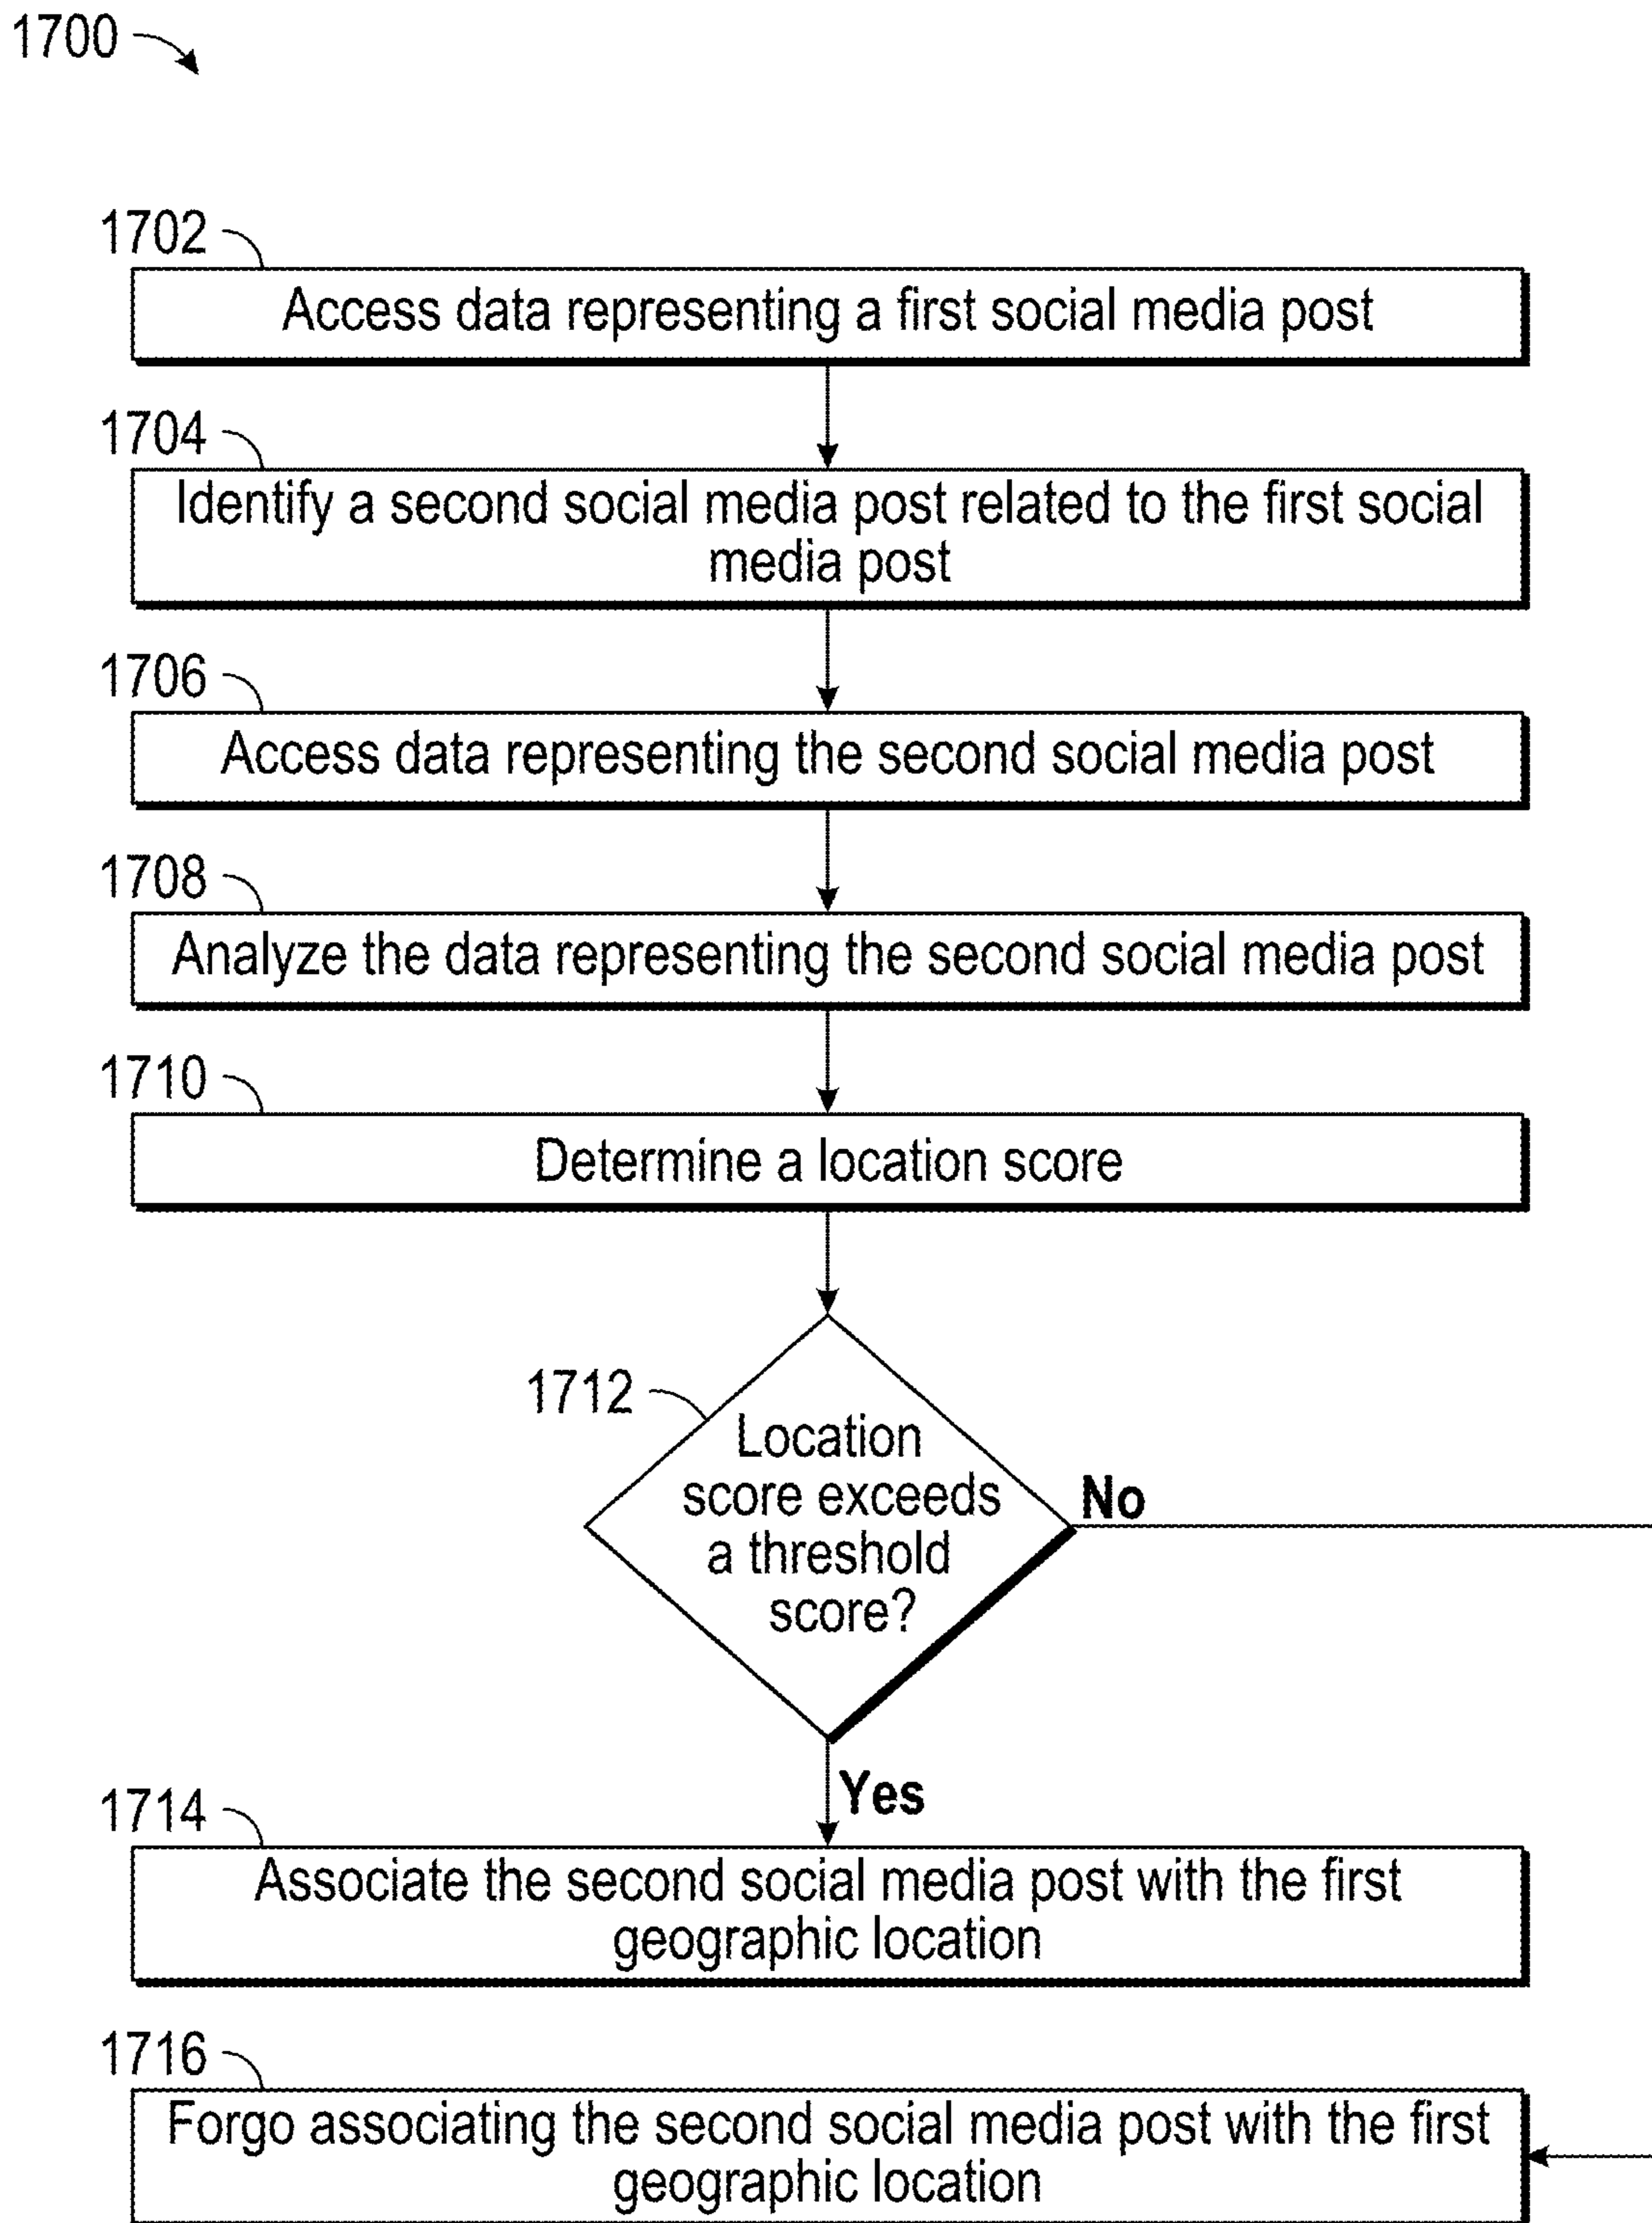 1700
1702
Access data representing a first social media post
1704
Identify a second social media post related to the first social
media post
1706
Access data representing the second social media post
1708
Analyze the data representing the second social media post
1710
Determine a location score
1712
Location
score exceeds
a threshold
score?
No
Yes
1714
Associate the second social media post with the first
geographic location
1716
Forgo associating the second social media post with the first
geographic location